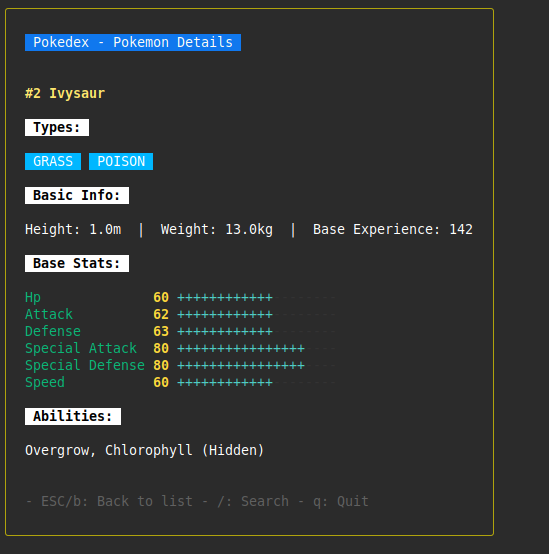 Pokedex - Pokemon Details
#2 Ivysaur
Types:
GRASS POISON
Basic Info:
Height: 1.0m | Weight: 13.0kg | Base Experience: 142
Base Stats:
Hp 60 ++++++++++++
Attack 62 ++++++++++++
Defense 63 ++++++++++++
Special Attack 80 ++++++++++++++++
Special Defense 80 ++++++++++++++++
Speed 60 ++++++++++++
Abilities:
Overgrow, Chlorophyll (Hidden)
- ESC/b: Back to list - /: Search - q: Quit